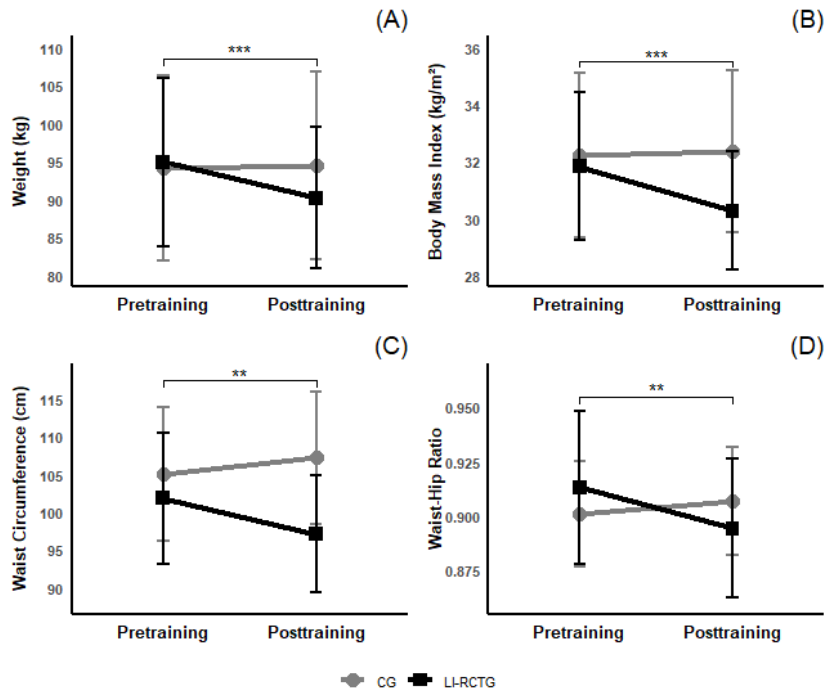 (A)
Weight (kg)
110
105
100
95
90
85
80
***
Pretraining Posttraining
(B)
Body Mass Index (kg/m²)
36
34
32
30
28
***
Pretraining Posttraining
(C)
Waist Circumference (cm)
115
110
105
100
95
90
**
Pretraining Posttraining
(D)
Waist-Hip Ratio
0.950
0.925
0.900
0.875
**
Pretraining Posttraining
CG LI-RCTG